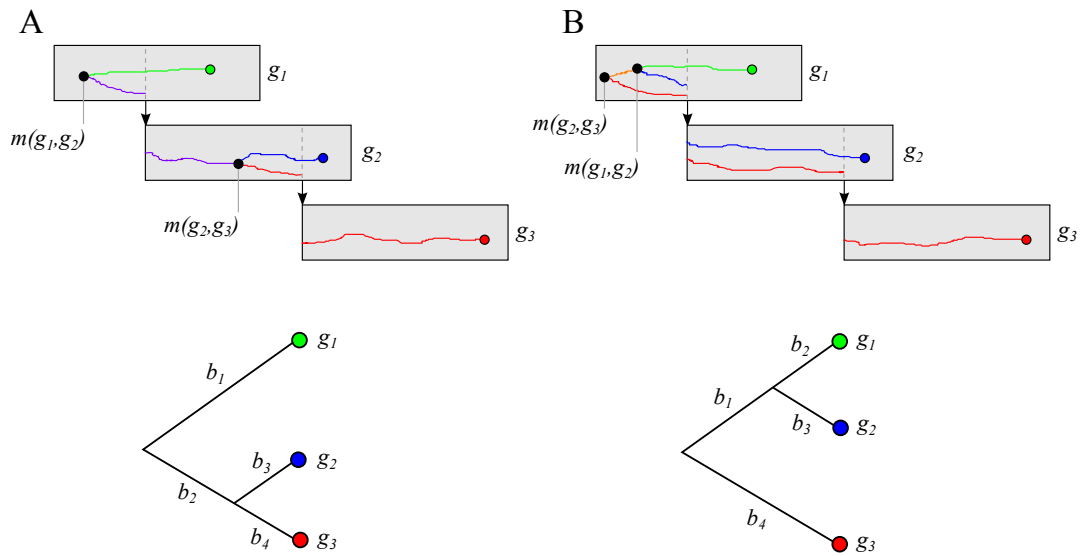 A
g₁
m(g₁,g₂)
g₂
m(g₂,g₃)
g₃
g₁
b₁
b₃
g₂
b₂
b₄
g₃
B
g₁
m(g₂,g₃)
m(g₁,g₂)
g₂
g₃
b₂
g₁
b₁
b₃
g₂
b₄
g₃